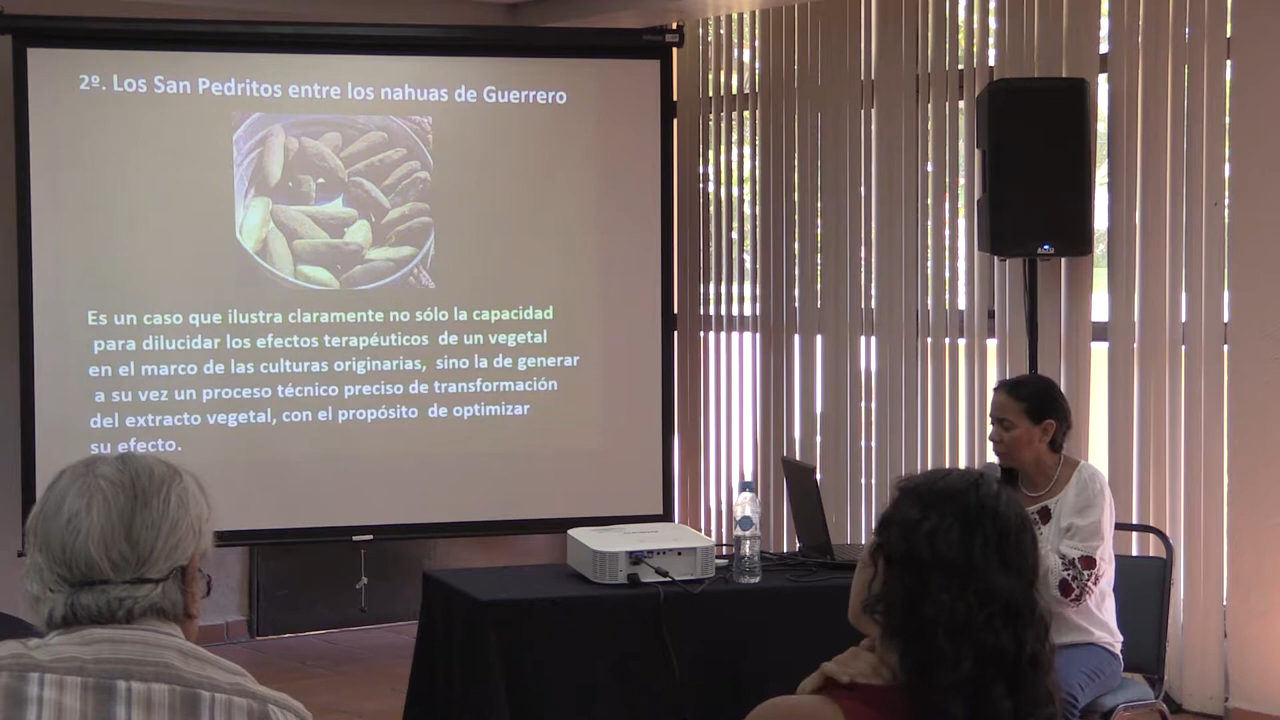 2º. Los San Pedritos entre los nahuas de Guerrero
Es un caso que ilustra claramente no sólo la capacidad
para dilucidar los efectos terapéuticos de un vegetal
en el marco de las culturas originarias, sino la de generar
a su vez un proceso técnico preciso de transformación
del extracto vegetal, con el propósito de optimizar
su efecto.